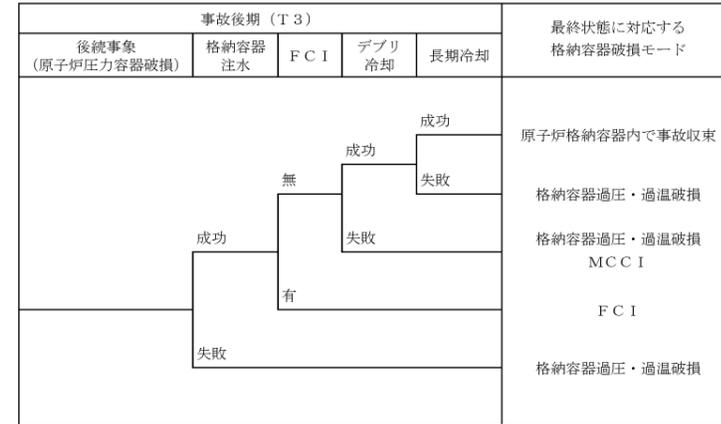 事故後期(T3)
最終状態に対応する
格納容器破損モード
後続事象
(原子炉圧力容器破損)
格納容器
注水
FCI
デブリ
冷却
長期冷却
成功
原子炉格納容器内で事故収束
成功
無
失敗
格納容器過圧・過温破損
成功
失敗
格納容器過圧・過温破損
MCCI
有
FCI
失敗
格納容器過圧・過温破損